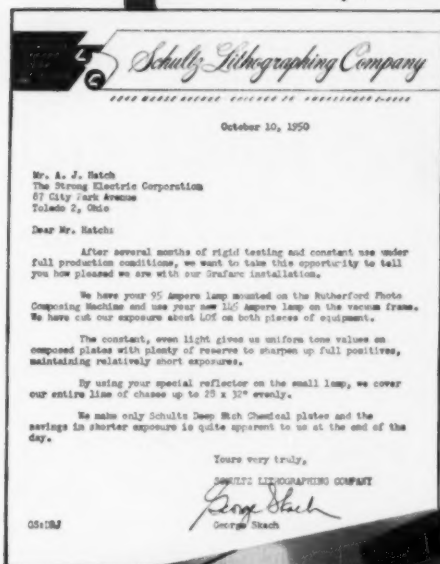 Schultz Lithographing Company
October 10, 1950
Mr. A. J. Hatch
The Strong Electric Corporation
87 City Park Avenue
Toledo 2, Ohio
Dear Mr. Hatch:
After several months of rigid testing and constant use under
full production conditions, we want to take this opportunity to tell
you how pleased we are with our Grafarc installation.
We have your 95 Ampere lamp mounted on the Rutherford Photo
Composing Machine and use your new 145 Ampere lamp on the vacuum frame.
We have cut our exposure about 40% on both pieces of equipment.
The constant, even light gives us uniform tone values on
composed plates with plenty of reserve to sharpen up full positives,
maintaining relatively short exposures.
By using your special reflector on the small lamp, we cover
our entire line of chases up to 28 x 32" evenly.
We make only Schultz Deep Etch Chemical plates and the
savings in shorter exposure is quite apparent to us at the end of the
day.
Yours very truly,
SCHULTZ LITHOGRAPHING COMPANY
George Skach
George Skach
GS:DBJ